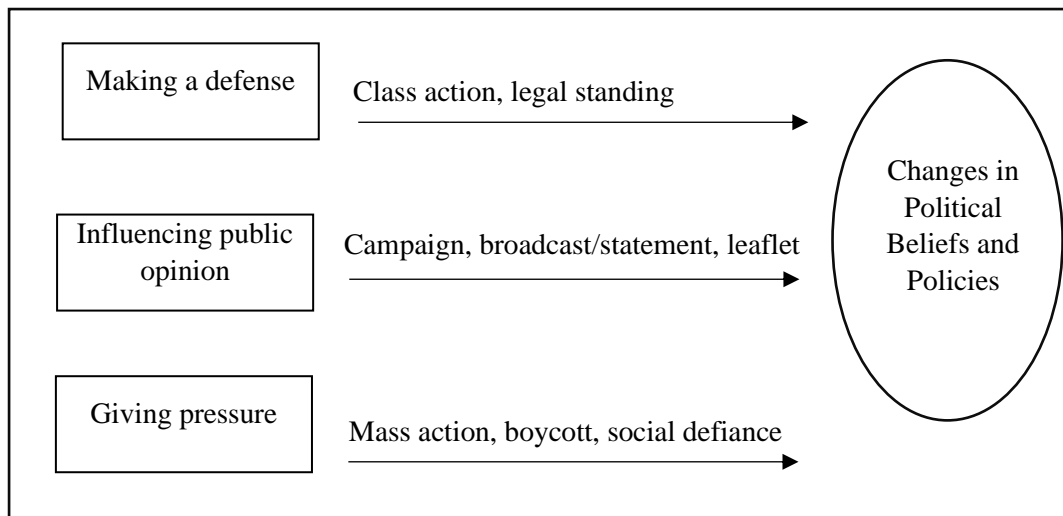 Making a defense
Class action, legal standing
Influencing public
opinion
Campaign, broadcast/statement, leaflet
Giving pressure
Mass action, boycott, social defiance
Changes in
Political
Beliefs and
Policies